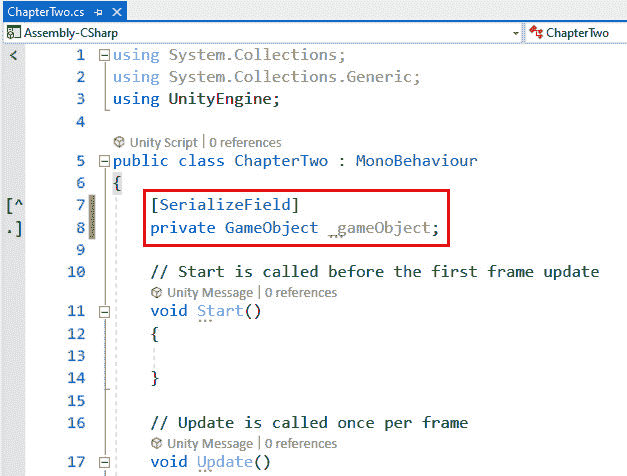 ChapterTwo.cs
Assembly-CSharp ChapterTwo
1 using System.Collections;
2 using System.Collections.Generic;
3 using UnityEngine;
4
Unity Script | 0 references
5 public class ChapterTwo : MonoBehaviour
6 {
7 [SerializeField]
8 private GameObject _gameObject;
9
10 // Start is called before the first frame update
Unity Message | 0 references
11 void Start()
12 {
13
14 }
15
16 // Update is called once per frame
Unity Message | 0 references
17 void Update()